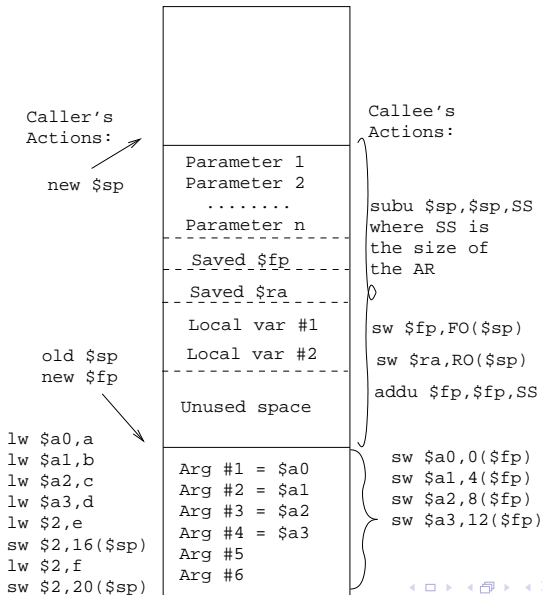 Caller's
Actions:
new $sp
old $sp
new $fp
lw $a0,a
lw $a1,b
lw $a2,c
lw $a3,d
lw $2,e
sw $2,16($sp)
lw $2,f
sw $2,20($sp)
Parameter 1
Parameter 2
........
Parameter n
Saved $fp
Saved $ra
Local var #1
Local var #2
Unused space
Arg #1 = $a0
Arg #2 = $a1
Arg #3 = $a2
Arg #4 = $a3
Arg #5
Arg #6
Callee's
Actions:
subu $sp,$sp,SS
where SS is
the size of
the AR
sw $fp,FO($sp)
sw $ra,RO($sp)
addu $fp,$fp,SS
sw $a0,0($fp)
sw $a1,4($fp)
sw $a2,8($fp)
sw $a3,12($fp)